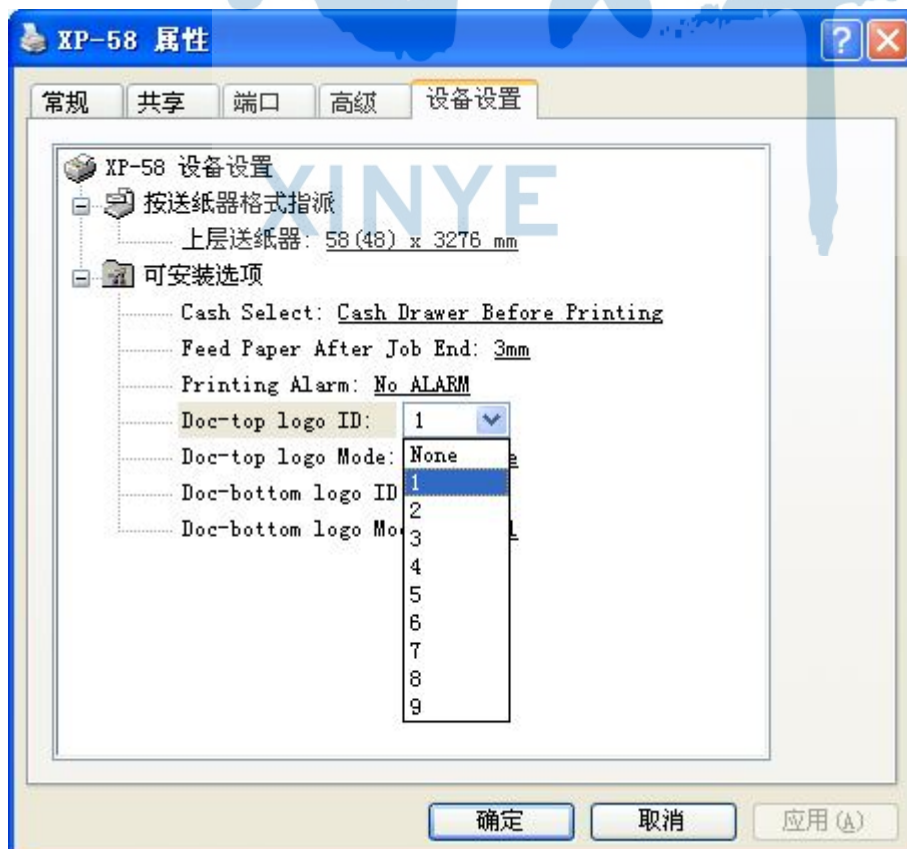 XP-58 属性
常规 共享 端口 高级 设备设置
XINYE
XP-58 设备设置
按送纸器格式指派
上层送纸器: 58(48) x 3276 mm
可安装选项
Cash Select: Cash Drawer Before Printing
Feed Paper After Job End: 3mm
Printing Alarm: No ALARM
Doc-top logo ID: 1
Doc-top logo Mode:
Doc-bottom logo ID
Doc-bottom logo
None
1
2
3
4
5
6
7
8
9
确定 取消 应用(A)